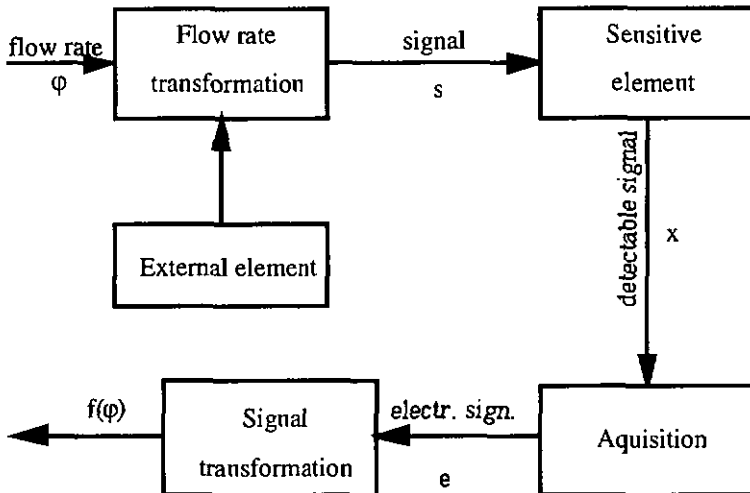 flow rate
φ
Flow rate
transformation
signal
s
Sensitive
element
External element
detectable signal
x
Aquisition
electr. sign.
e
Signal
transformation
f(φ)